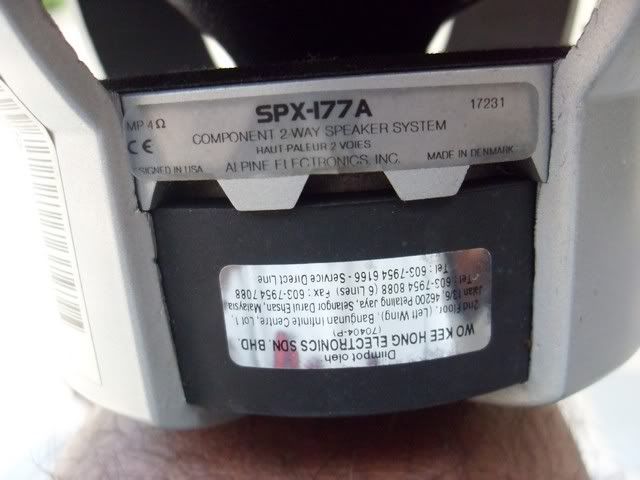 SPX-177A
17231
MP 4 Ω
CE
COMPONENT 2-WAY SPEAKER SYSTEM
HAUT PALEUR 2 VOIES
SIGNED IN USA
ALPINE ELECTRONICS, INC.
MADE IN DENMARK
Diimpot oleh
WO KEE HONG ELECTRONICS SDN. BHD.
(70404-P)
2nd Floor, (Left Wing), Bangunan Infinite Centre, Lot 1,
Jalan 13/6, 46200 Petaling Jaya, Selangor Darul Ehsan, Malaysia
Tel : 603-7954 8088 (6 Lines) Fax : 603-7954 7088
Tel : 603-7954 6166 - Service Direct Line